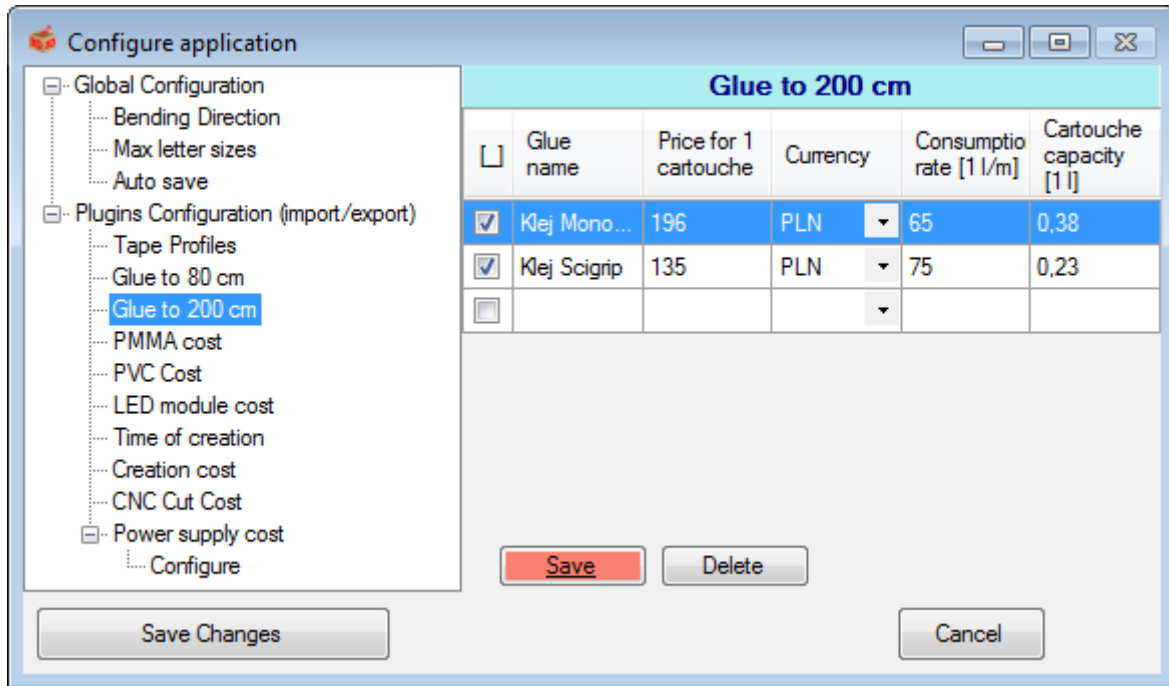 Configure application
Global Configuration
Bending Direction
Max letter sizes
Auto save
Plugins Configuration (import/export)
Tape Profiles
Glue to 80 cm
Glue to 200 cm
PMMA cost
PVC Cost
LED module cost
Time of creation
Creation cost
CNC Cut Cost
Power supply cost
Configure
Glue to 200 cm
[_] Glue name Price for 1 cartouche Currency Consumptio rate [1 l/m] Cartouche capacity [1 l]
Klej Mono... 196 PLN 65 0,38
Klej Scigrip 135 PLN 75 0,23
Save Delete
Save Changes Cancel